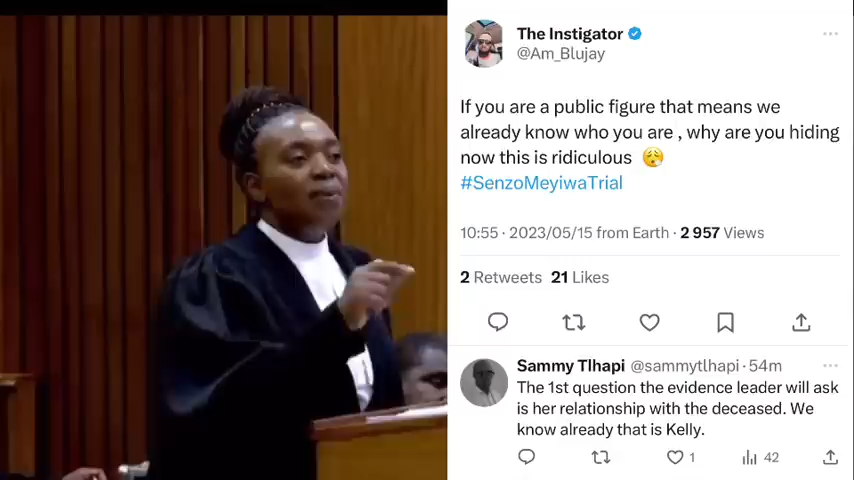 The Instigator
@Am_Blujay
If you are a public figure that means we
already know who you are , why are you hiding
now this is ridiculous 😮‍💨
#SenzoMeyiwaTrial
10:55 · 2023/05/15 from Earth · 2 957 Views
2 Retweets 21 Likes
Sammy Tlhapi @sammytlhapi · 54m
The 1st question the evidence leader will ask
is her relationship with the deceased. We
know already that is Kelly.
1 42